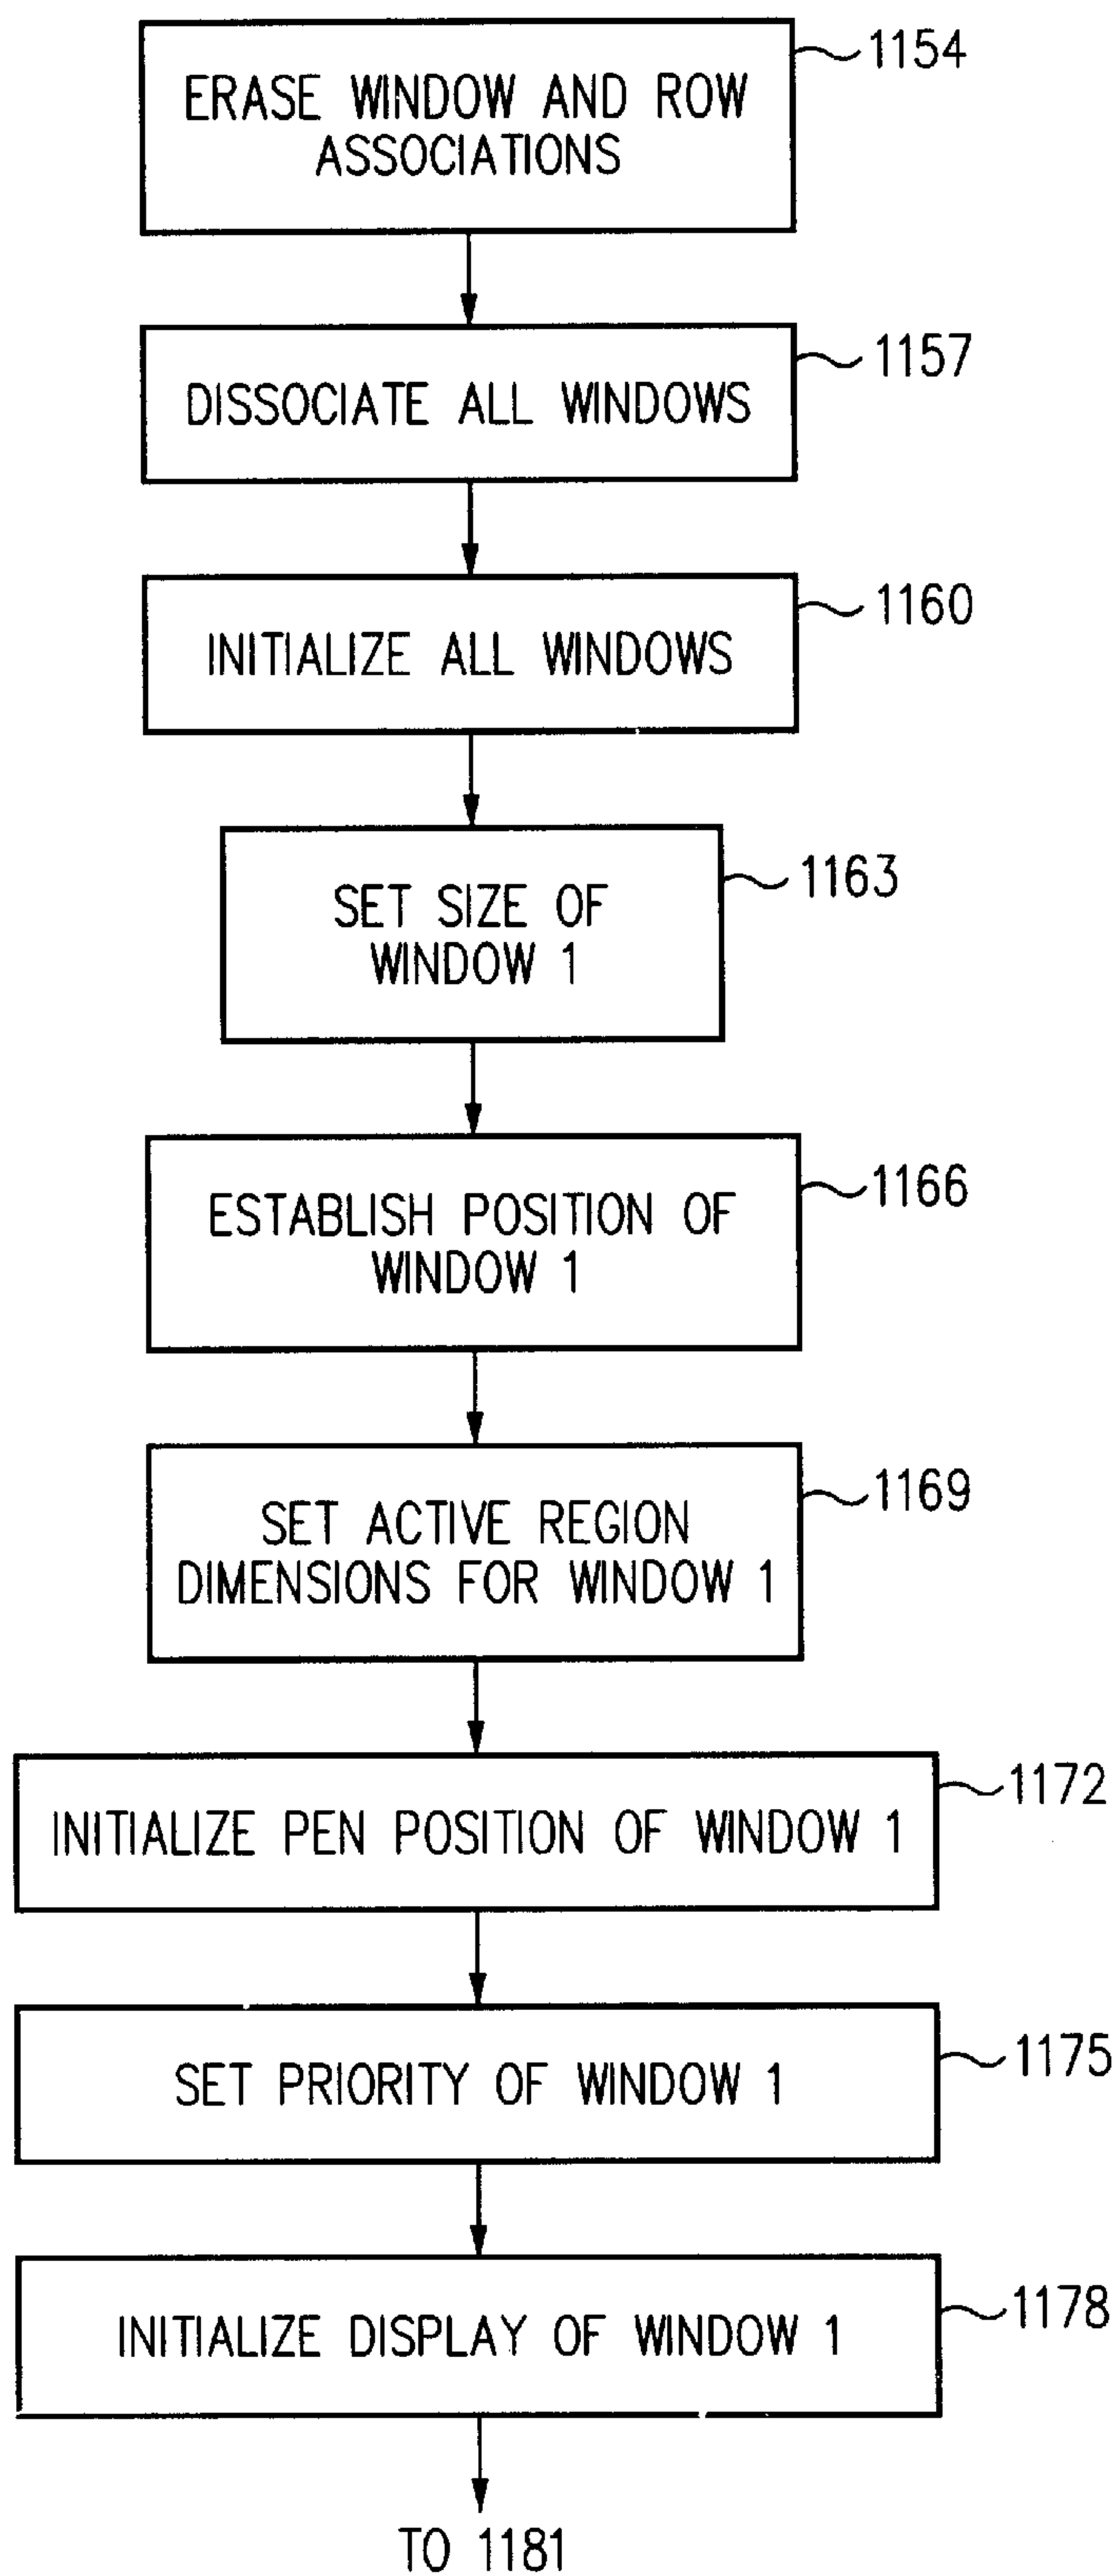 1154
ERASE WINDOW AND ROW
ASSOCIATIONS
1157
DISSOCIATE ALL WINDOWS
1160
INITIALIZE ALL WINDOWS
1163
SET SIZE OF
WINDOW 1
1166
ESTABLISH POSITION OF
WINDOW 1
1169
SET ACTIVE REGION
DIMENSIONS FOR WINDOW 1
1172
INITIALIZE PEN POSITION OF WINDOW 1
1175
SET PRIORITY OF WINDOW 1
1178
INITIALIZE DISPLAY OF WINDOW 1
TO 1181